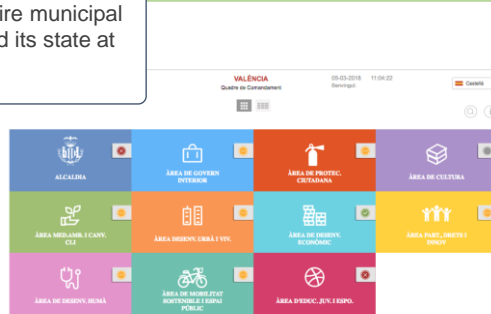 ire municipal
d its state at
VALÈNCIA
Quadre de Comandament
05-03-2018 11:04:22
Benvingut
Castellà
ALCALDIA
ÀREA DE GOVERN
INTERIOR
ÀREA DE PROTEC.
CIUTADANA
ÀREA DE CULTURA
ÀREA MED.AMB. I CANV.
CLI
ÀREA DESENV. URBÀ I VIV.
ÀREA DE DESENV.
ECONÒMIC
ÀREA PART., DRETS I
INNOV
ÀREA DE DESENV. HUMÀ
ÀREA DE MOBILITAT
SOSTENIBLE I ESPAI
PÚBLIC
ÀREA D'EDUC. JUV. I ESPO.